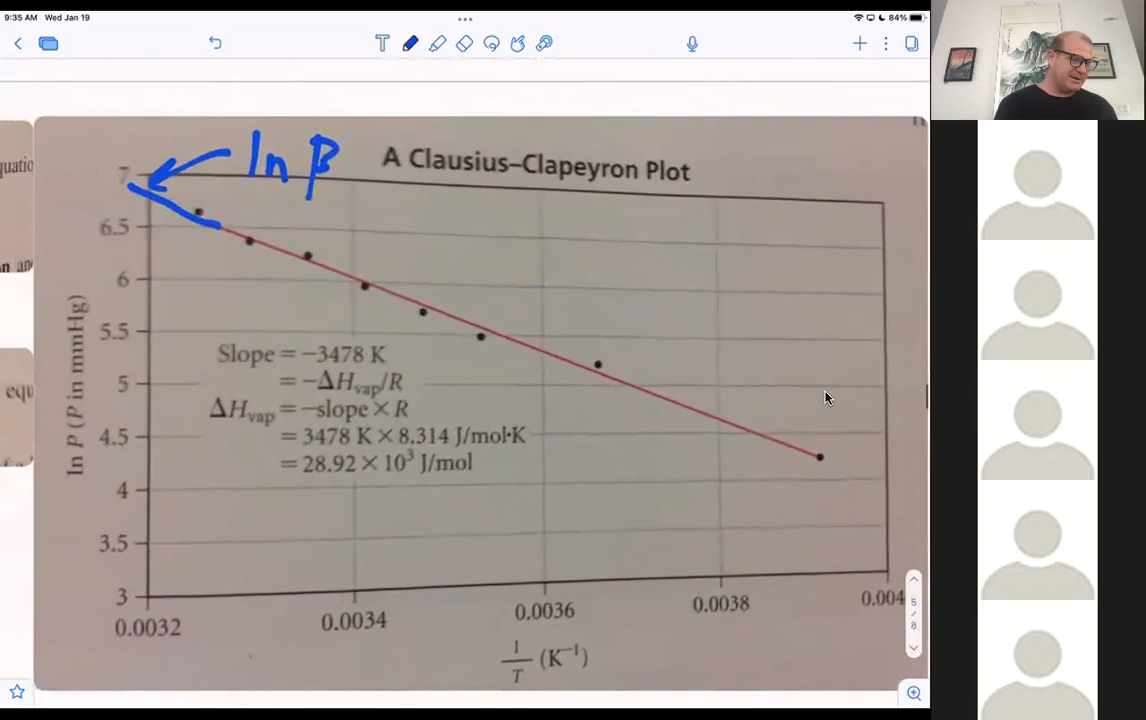 9:35 AM Wed Jan 19
84%
T
ln β
A Clausius–Clapeyron Plot
7
6.5
6
5.5
5
4.5
4
3.5
3
ln P (P in mmHg)
Slope = −3478 K
= −ΔHvap/R
ΔHvap = −slope × R
= 3478 K × 8.314 J/mol·K
= 28.92 × 10³ J/mol
0.0032
0.0034
0.0036
0.0038
0.004
1/T (K⁻¹)
5
/
8